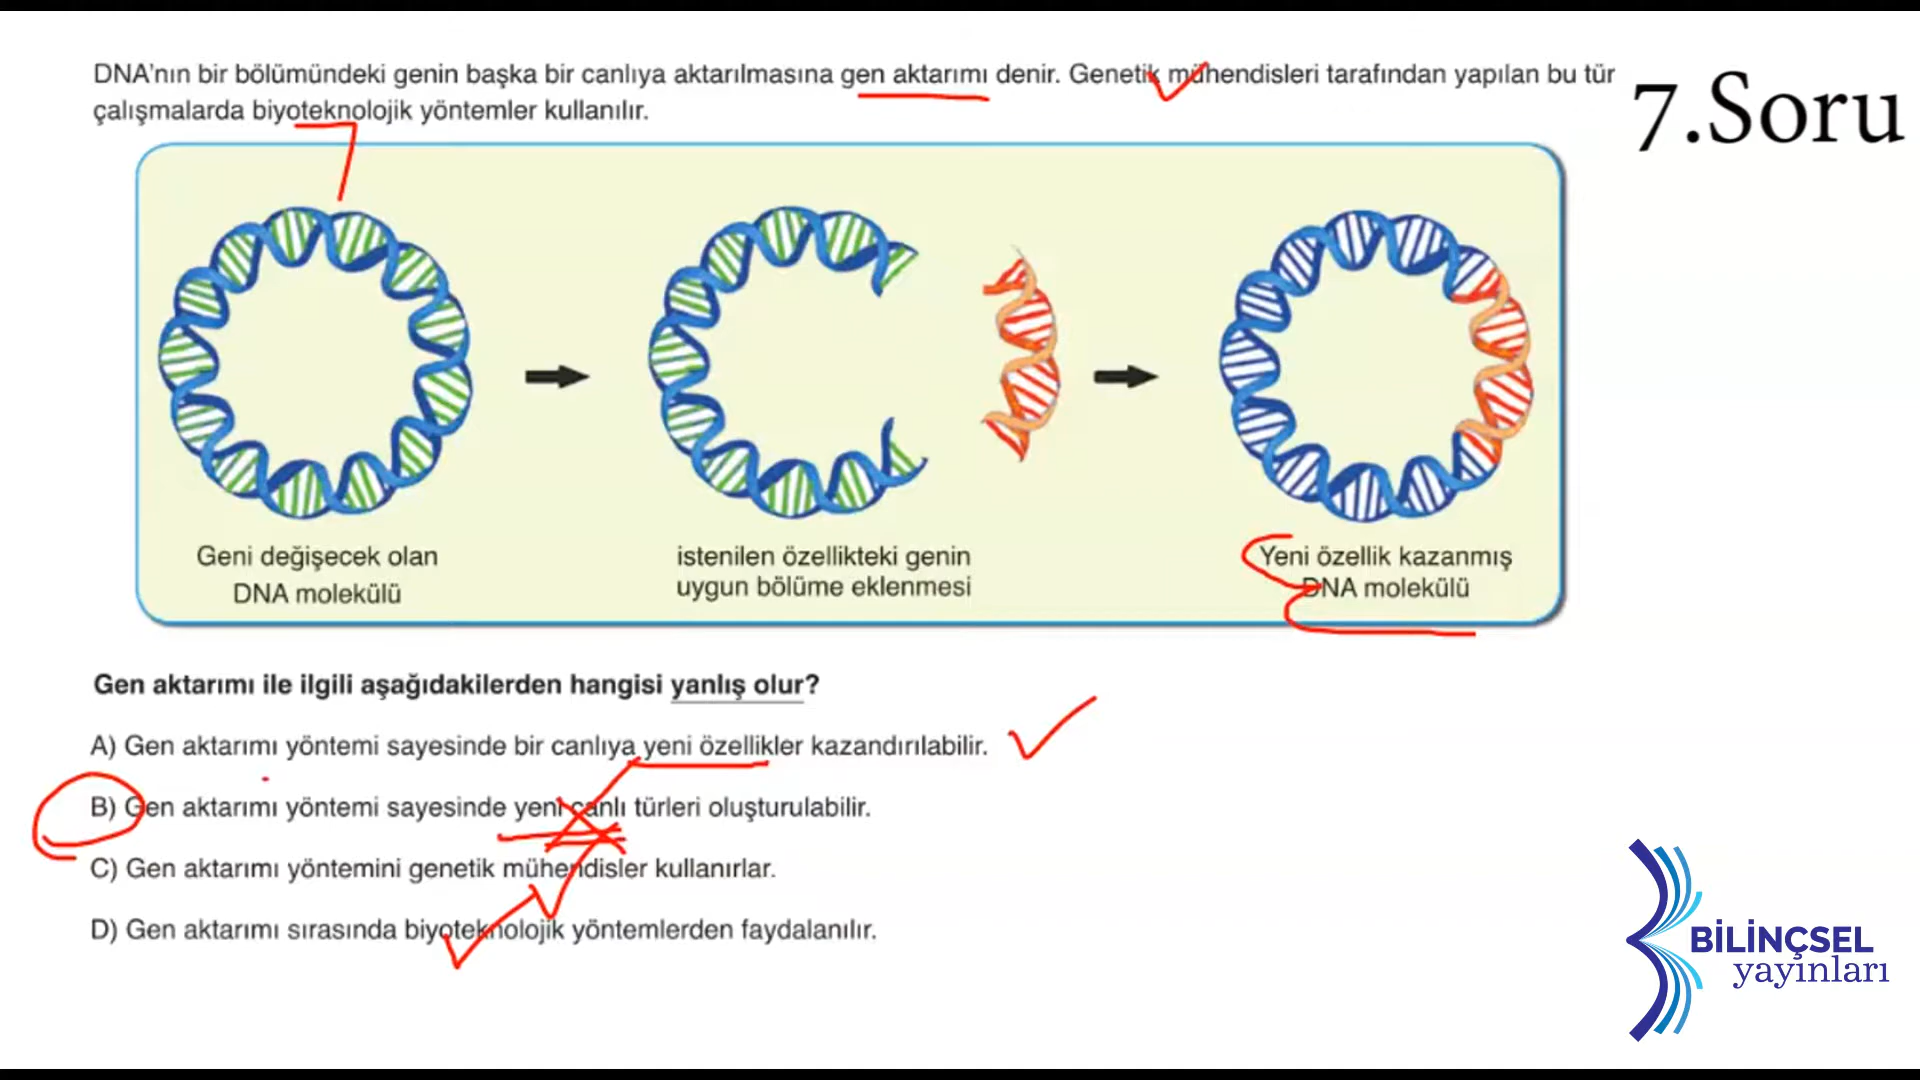 DNA'nın bir bölümündeki genin başka bir canlıya aktarılmasına gen aktarımı denir. Genetik mühendisleri tarafından yapılan bu tür
çalışmalarda biyoteknolojik yöntemler kullanılır.
7.Soru
Geni değişecek olan
DNA molekülü
istenilen özellikteki genin
uygun bölüme eklenmesi
Yeni özellik kazanmış
DNA molekülü
Gen aktarımı ile ilgili aşağıdakilerden hangisi yanlış olur?
A) Gen aktarımı yöntemi sayesinde bir canlıya yeni özellikler kazandırılabilir.
B) Gen aktarımı yöntemi sayesinde yeni canlı türleri oluşturulabilir.
C) Gen aktarımı yöntemini genetik mühendisler kullanırlar.
D) Gen aktarımı sırasında biyoteknolojik yöntemlerden faydalanılır.
BİLİNÇSEL
yayınları